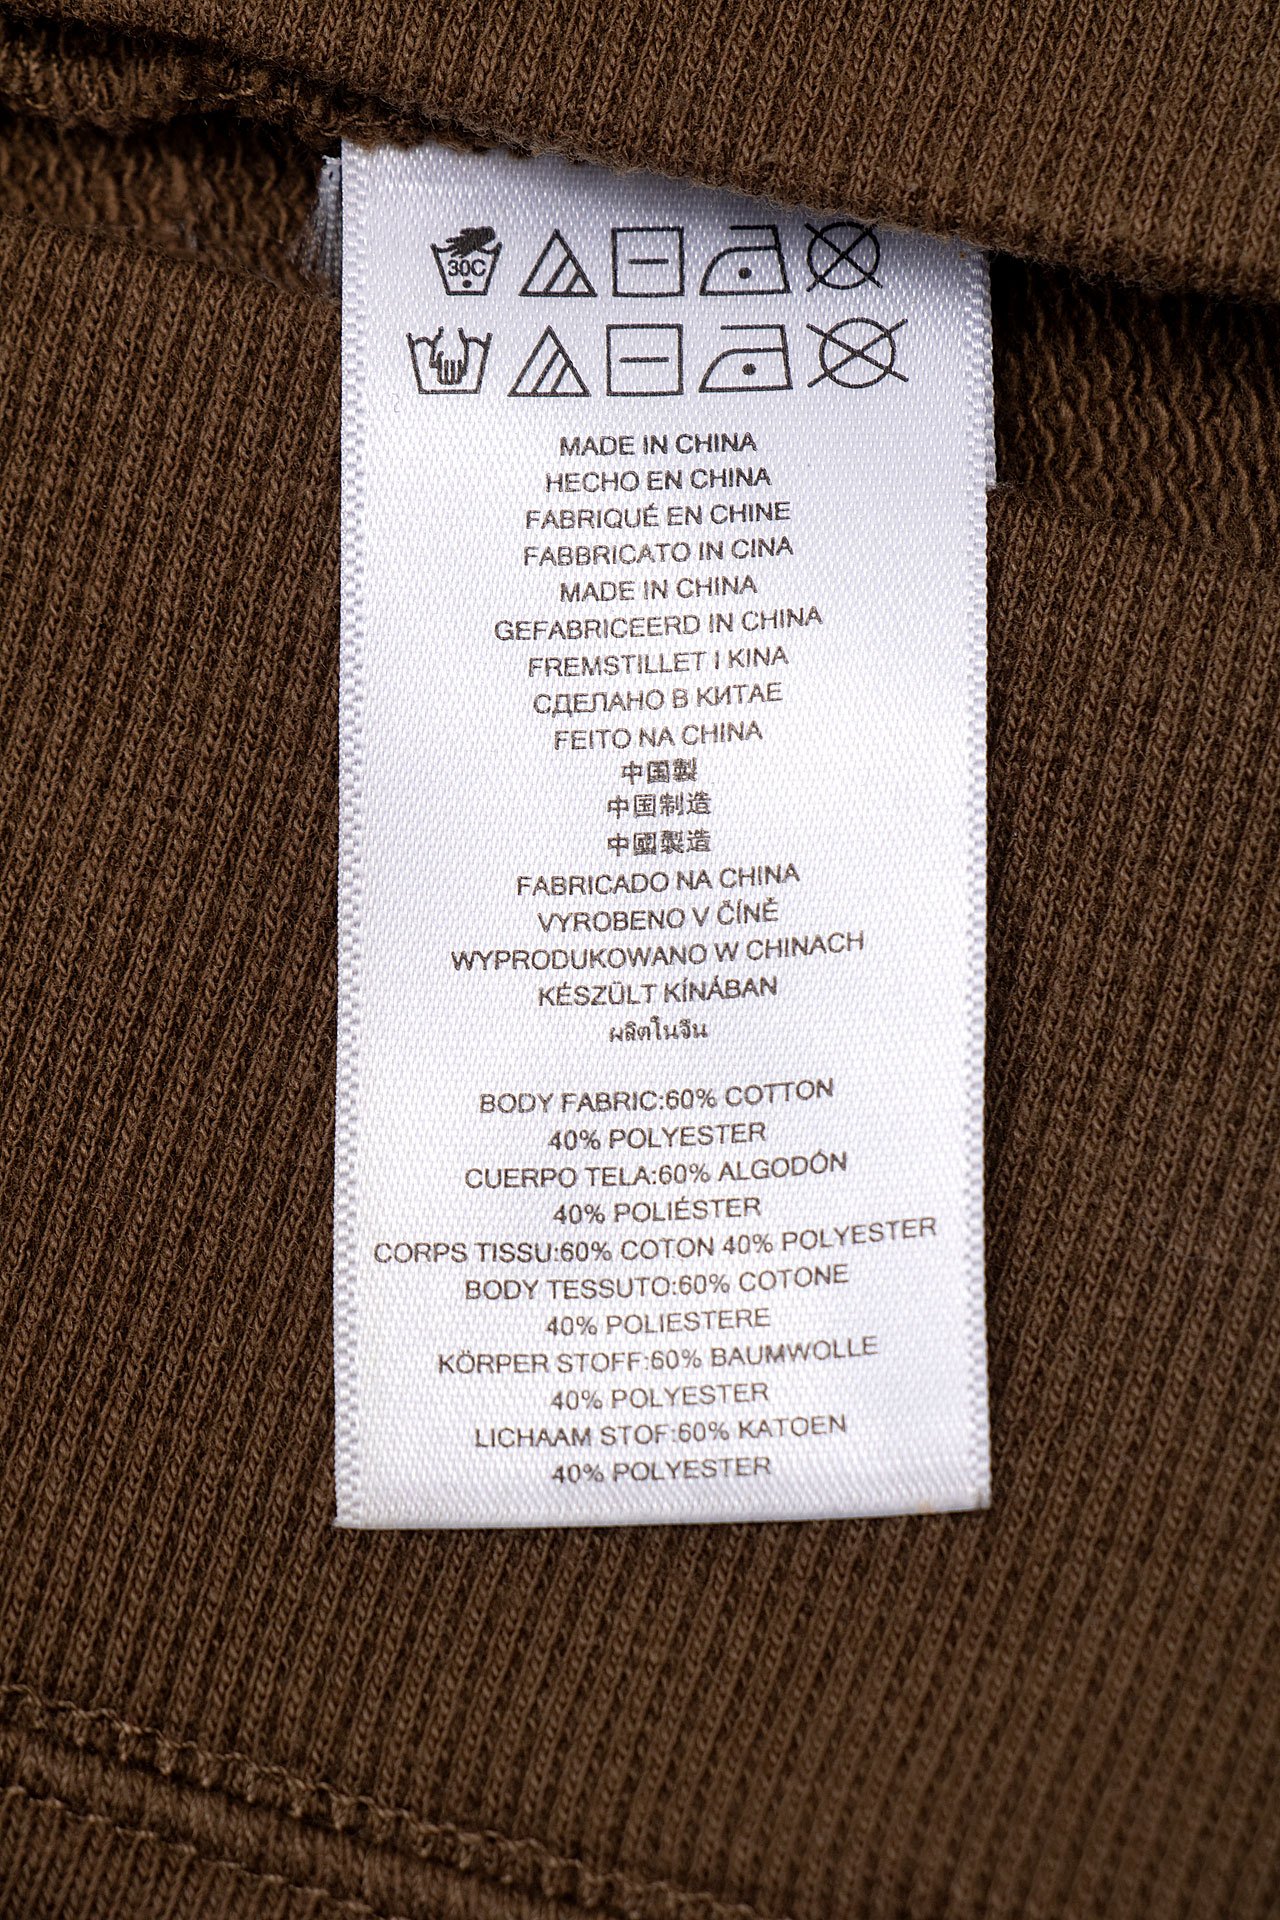 30C
MADE IN CHINA
HECHO EN CHINA
FABRIQUÉ EN CHINE
FABBRICATO IN CINA
MADE IN CHINA
GEFABRICEERD IN CHINA
FREMSTILLET I KINA
СДЕЛАНО В КИТАЕ
FEITO NA CHINA
中国製
中国制造
中國製造
FABRICADO NA CHINA
VYROBENO V ČÍNĚ
WYPRODUKOWANO W CHINACH
KÉSZÜLT KÍNÁBAN
ผลิตในจีน
BODY FABRIC:60% COTTON
40% POLYESTER
CUERPO TELA:60% ALGODÓN
40% POLIÉSTER
CORPS TISSU:60% COTON 40% POLYESTER
BODY TESSUTO:60% COTONE
40% POLIESTERE
KÖRPER STOFF:60% BAUMWOLLE
40% POLYESTER
LICHAAM STOF:60% KATOEN
40% POLYESTER